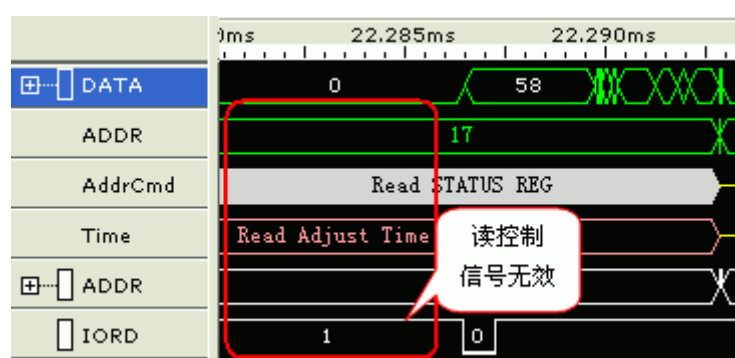 0ms 22.285ms 22.290ms
DATA 0 58
ADDR 17
AddrCmd Read STATUS REG
Time Read Adjust Time
读控制
信号无效
ADDR
IORD 1 0